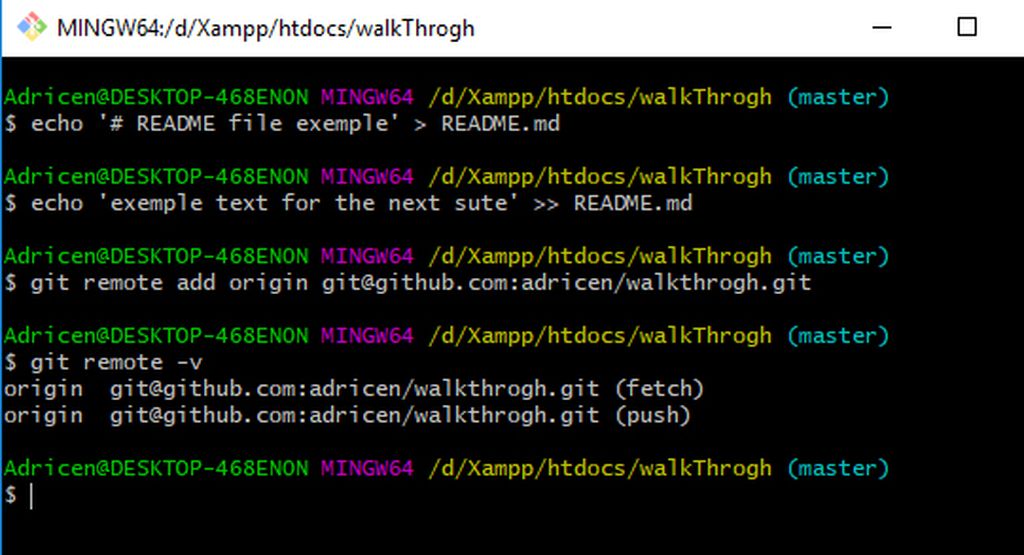 MINGW64:/d/Xampp/htdocs/walkThrogh
Adricen@DESKTOP-468ENON MINGW64 /d/Xampp/htdocs/walkThrogh (master)
$ echo '# README file exemple' > README.md
Adricen@DESKTOP-468ENON MINGW64 /d/Xampp/htdocs/walkThrogh (master)
$ echo 'exemple text for the next sute' >> README.md
Adricen@DESKTOP-468ENON MINGW64 /d/Xampp/htdocs/walkThrogh (master)
$ git remote add origin git@github.com:adricen/walkthrogh.git
Adricen@DESKTOP-468ENON MINGW64 /d/Xampp/htdocs/walkThrogh (master)
$ git remote -v
origin  git@github.com:adricen/walkthrogh.git (fetch)
origin  git@github.com:adricen/walkthrogh.git (push)
Adricen@DESKTOP-468ENON MINGW64 /d/Xampp/htdocs/walkThrogh (master)
$